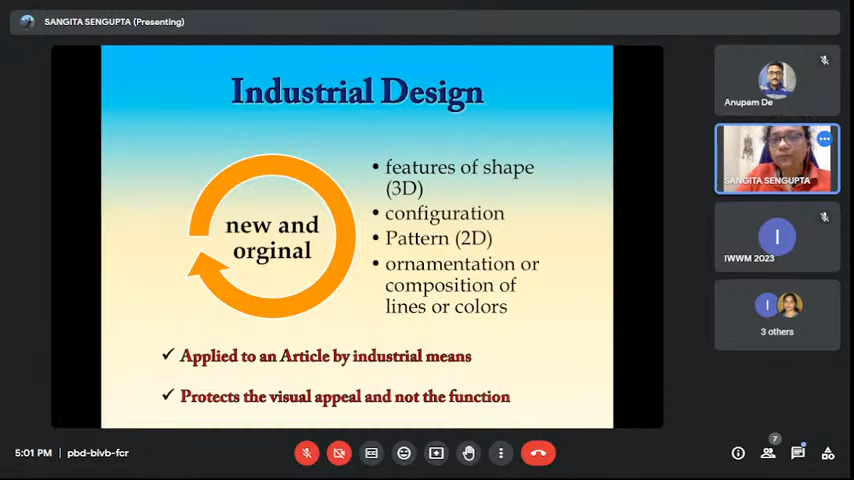 SANGITA SENGUPTA (Presenting)
Industrial Design
new and
orginal
• features of shape
(3D)
• configuration
• Pattern (2D)
• ornamentation or
composition of
lines or colors
✓ Applied to an Article by industrial means
✓ Protects the visual appeal and not the function
Anupam De
SANGITA SENGUPTA
I
IWWM 2023
I
3 others
5:01 PM | pbd-bivb-fcr
7